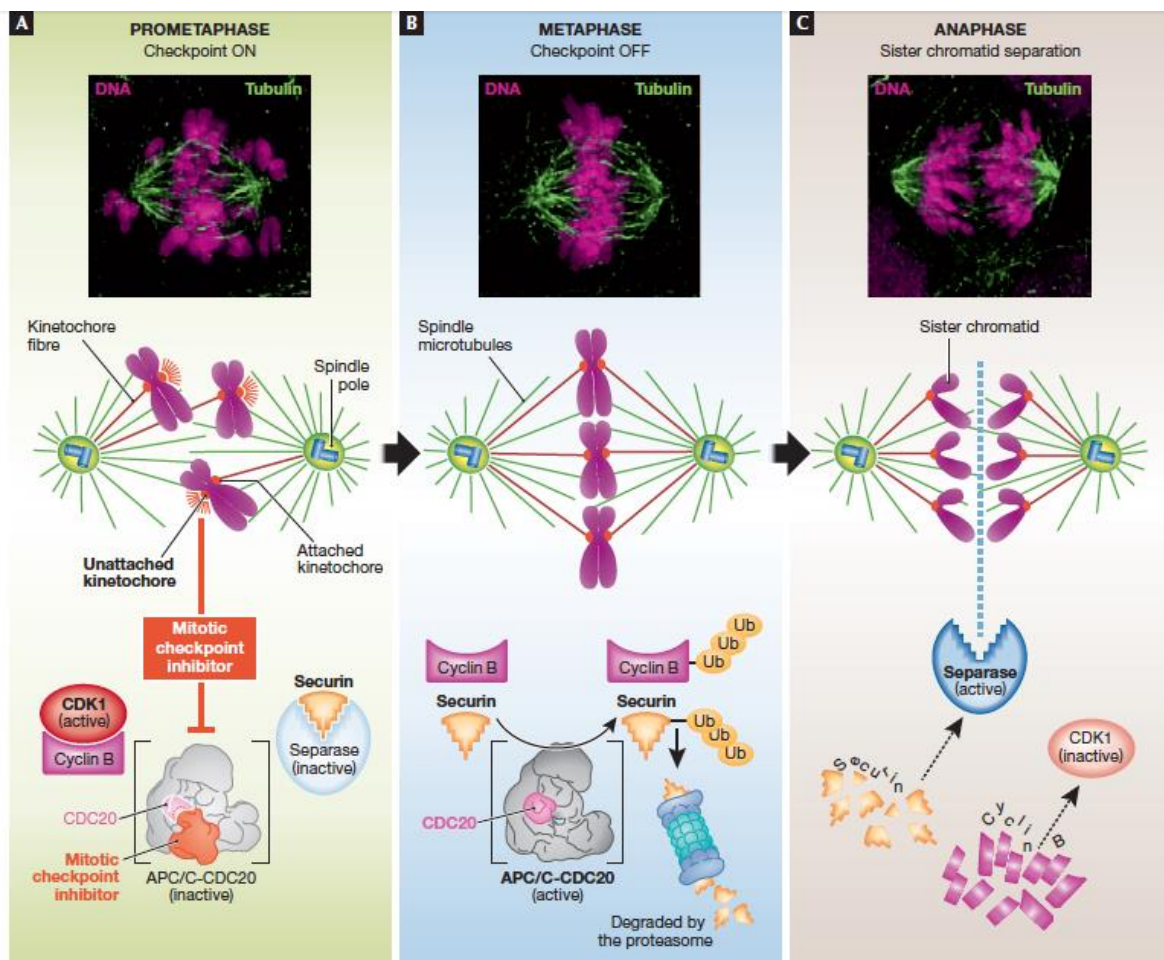 A
PROMETAPHASE
Checkpoint ON
DNA
Tubulin
Kinetochore
fibre
Spindle
pole
Unattached
kinetochore
Attached
kinetochore
Mitotic
checkpoint
inhibitor
CDK1
(active)
Cyclin B
Securin
Separase
(inactive)
CDC20
Mitotic
checkpoint
inhibitor
APC/C-CDC20
(inactive)
B
METAPHASE
Checkpoint OFF
DNA
Tubulin
Spindle
microtubules
Cyclin B
Cyclin B
Ub
Ub
Ub
Securin
Securin
Ub
Ub
Ub
CDC20
APC/C-CDC20
(active)
Degraded by
the proteasome
C
ANAPHASE
Sister chromatid separation
DNA
Tubulin
Sister chromatid
Separase
(active)
CDK1
(inactive)
Securin
Cyclin B